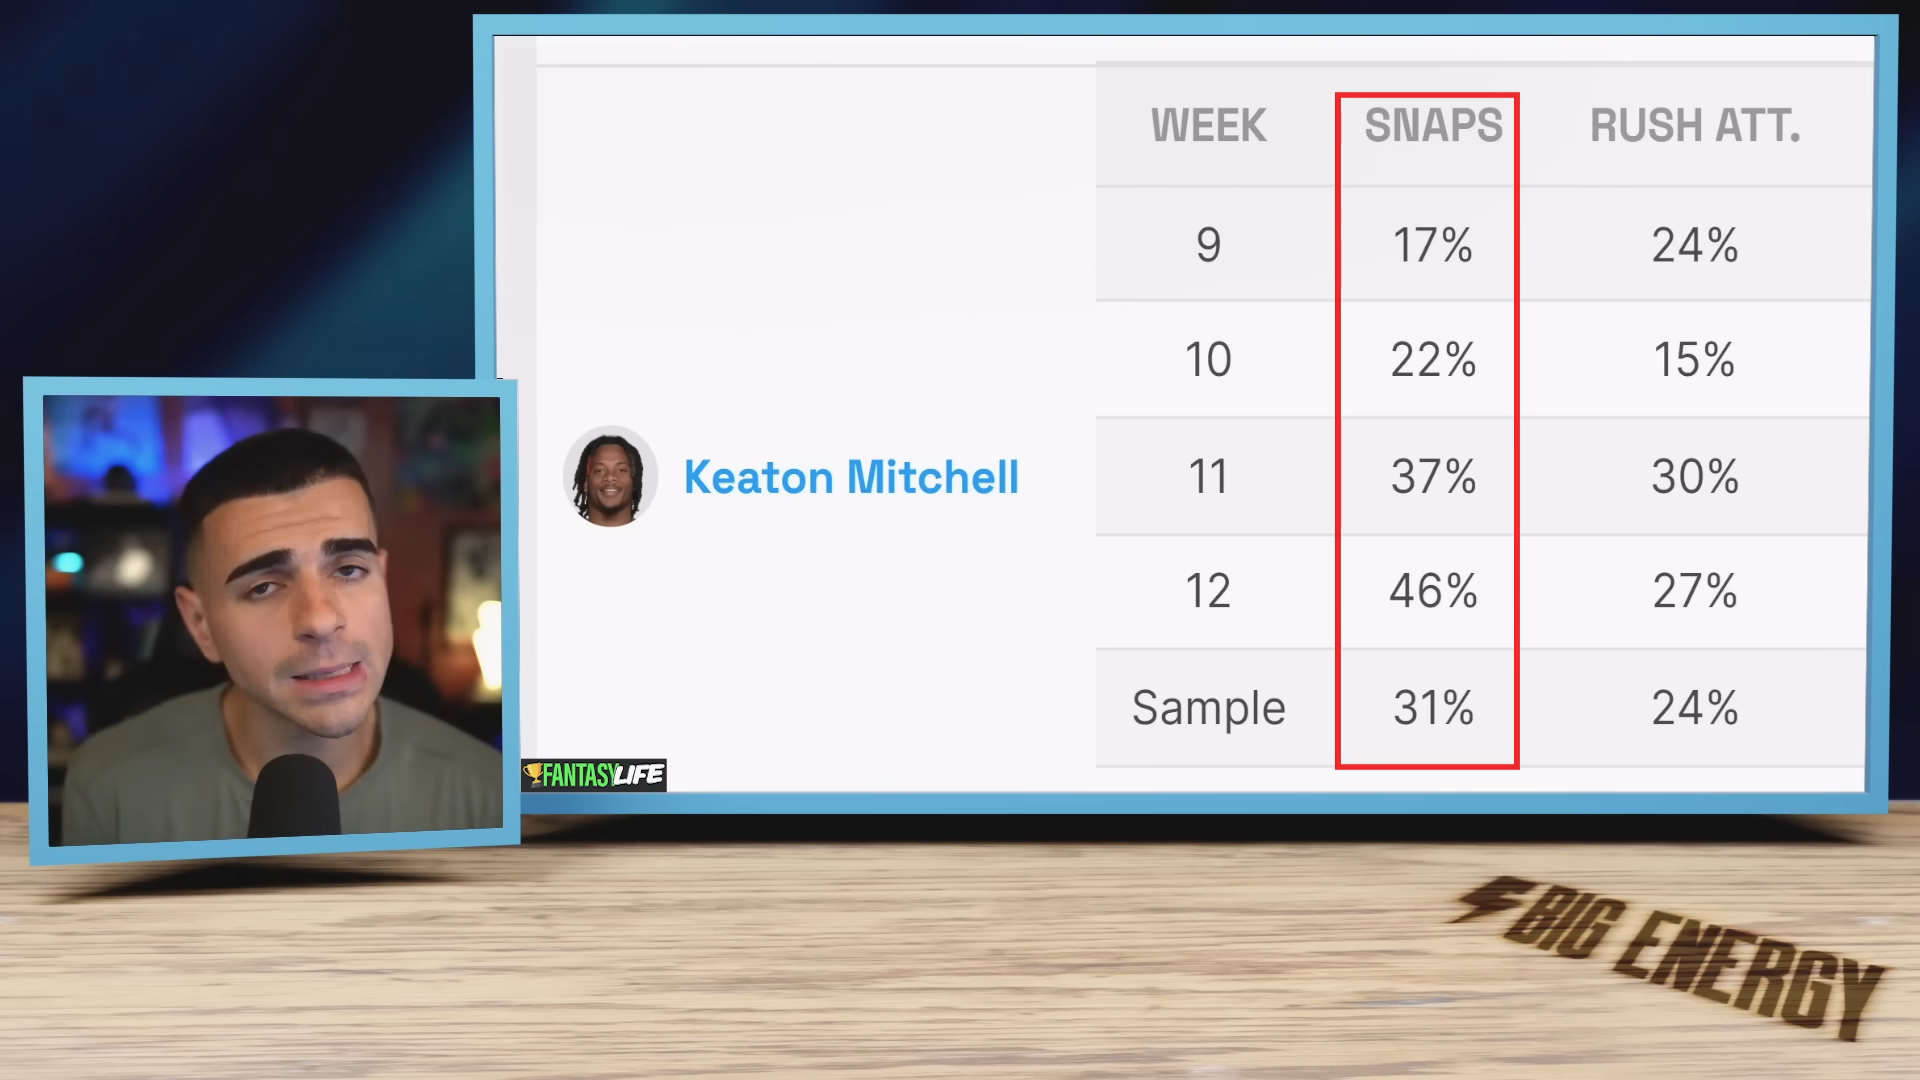 WEEK SNAPS RUSH ATT.
9 17% 24%
10 22% 15%
Keaton Mitchell 11 37% 30%
12 46% 27%
Sample 31% 24%
FANTASYLIFE
BIG ENERGY